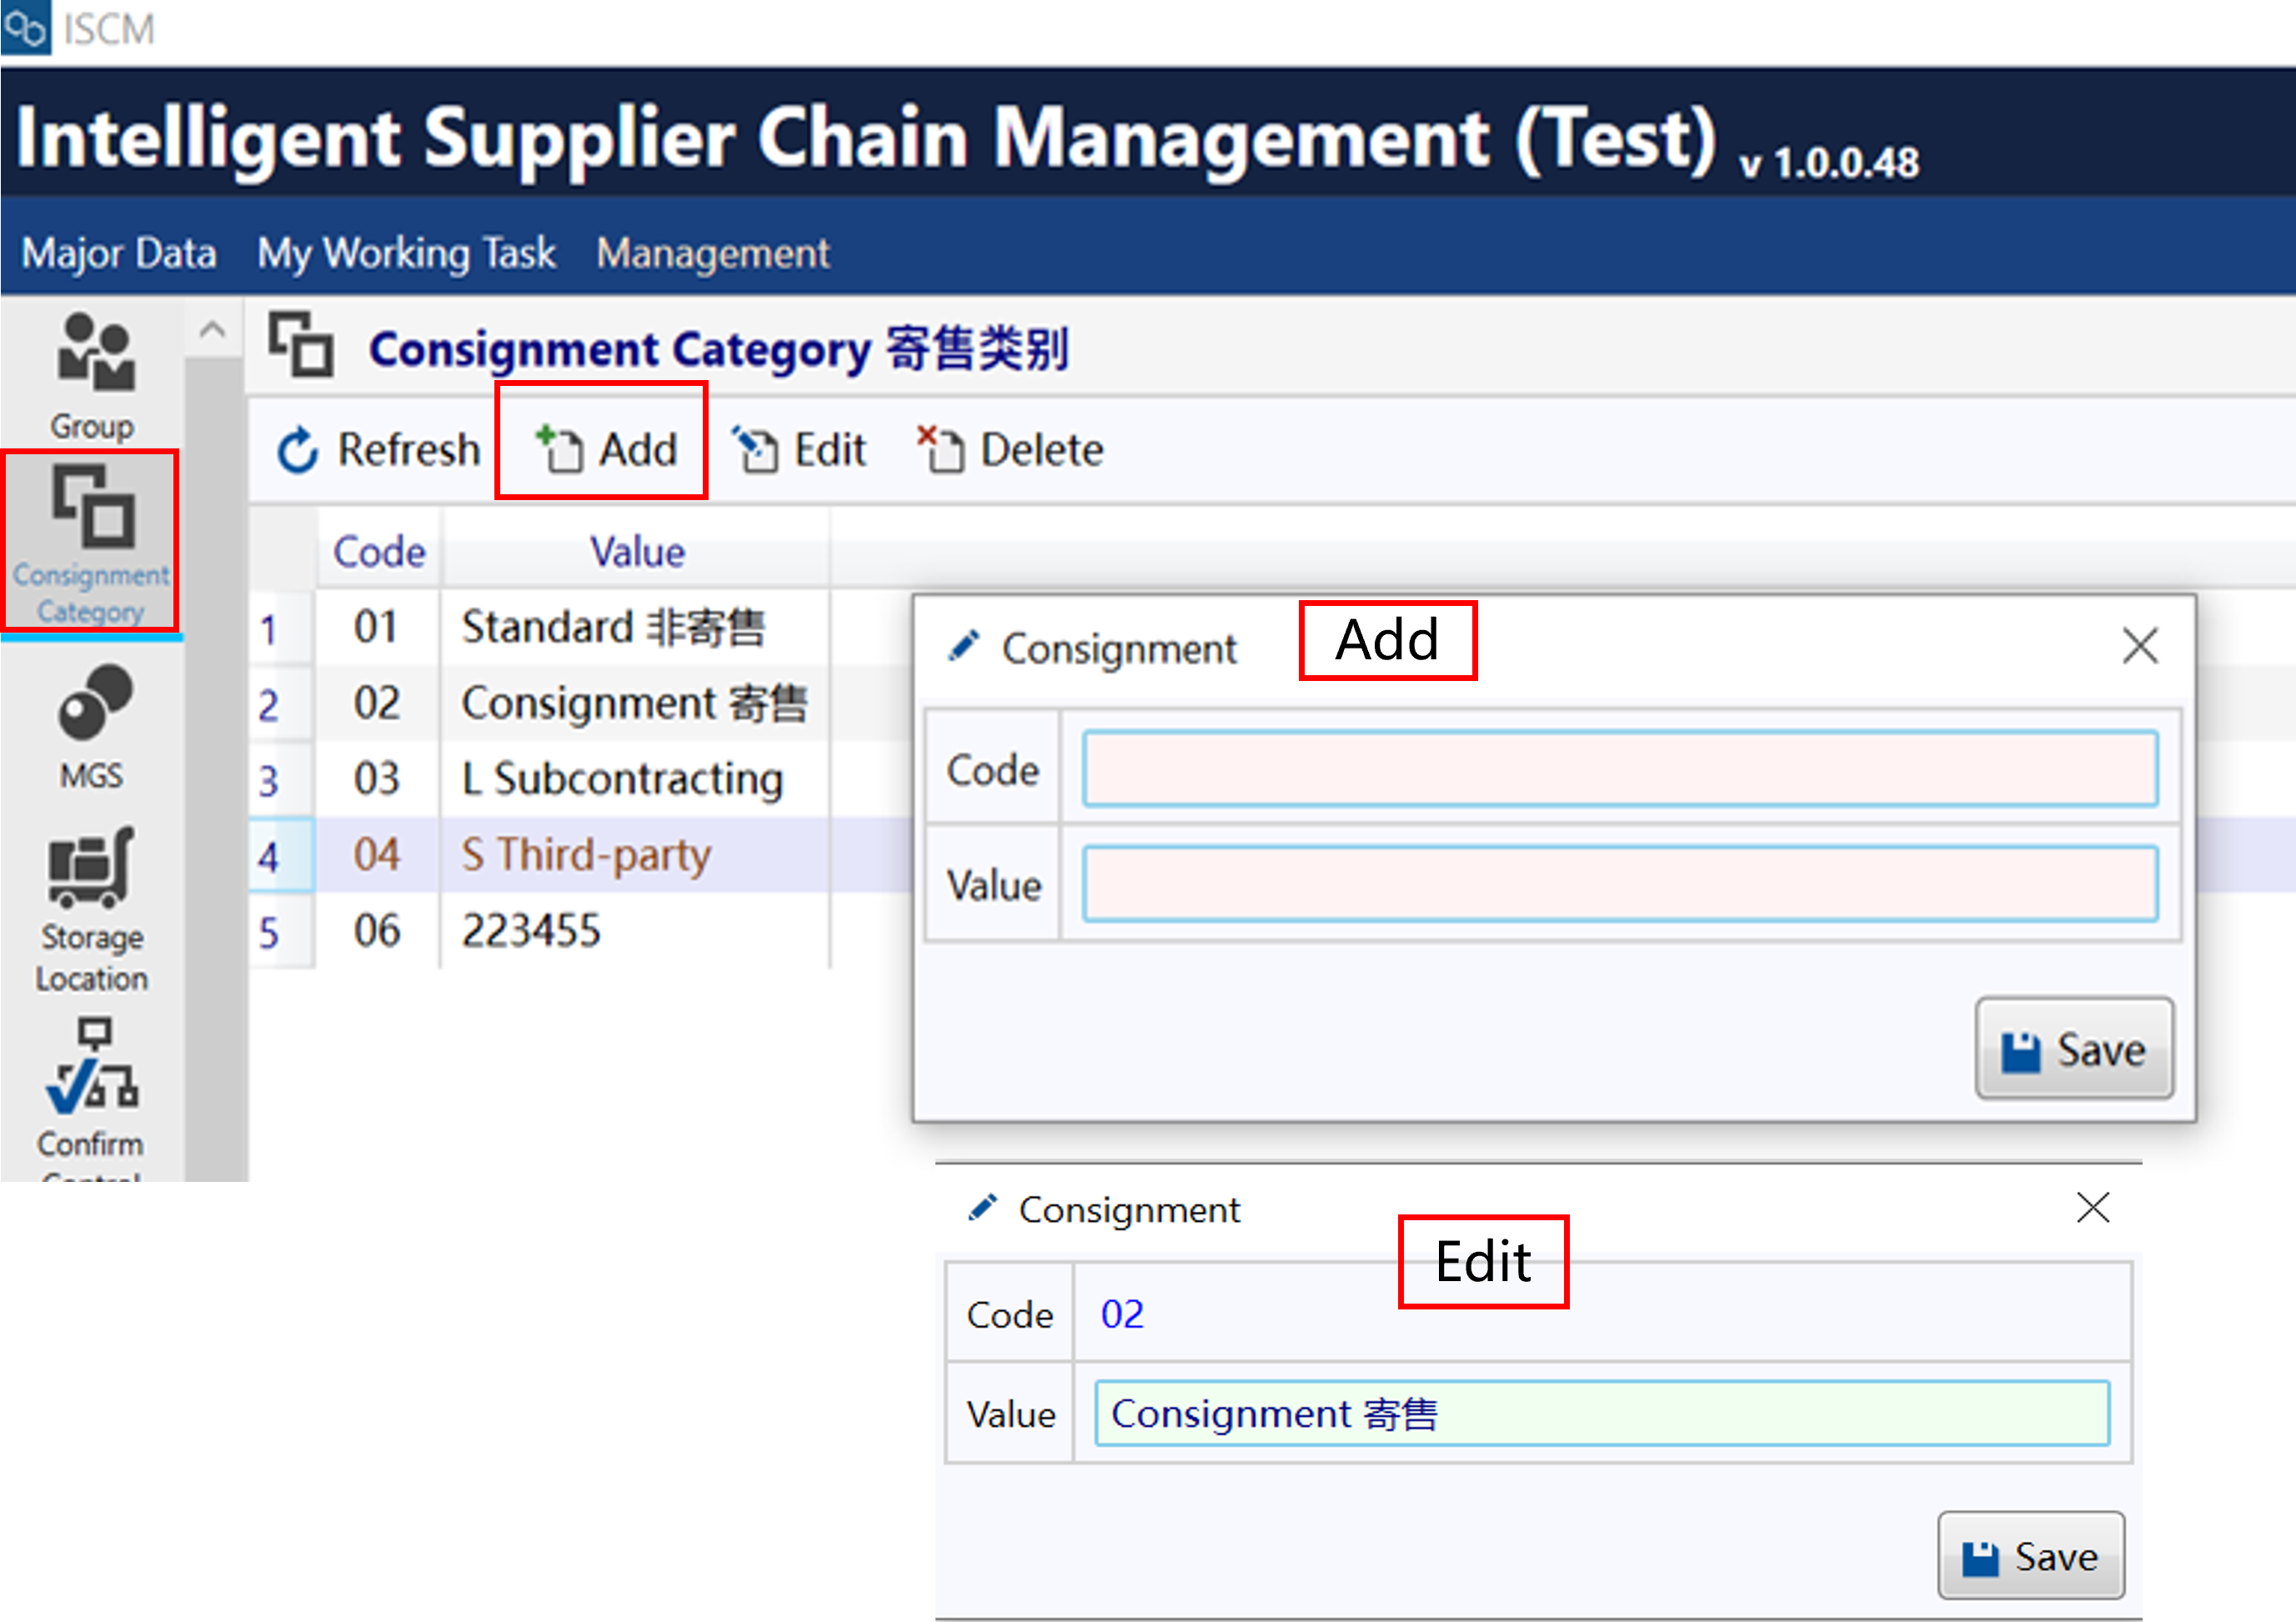 ISCM
Intelligent Supplier Chain Management (Test) v 1.0.0.48
Major Data My Working Task Management
Group
Consignment
Category
MGS
Storage
Location
Confirm
Control
Consignment Category 寄售类别
Refresh Add Edit Delete
Code Value
1 01 Standard 非寄售
2 02 Consignment 寄售
3 03 L Subcontracting
4 04 S Third-party
5 06 223455
Consignment Add
Code
Value
Save
Consignment
Edit
Code 02
Value Consignment 寄售
Save